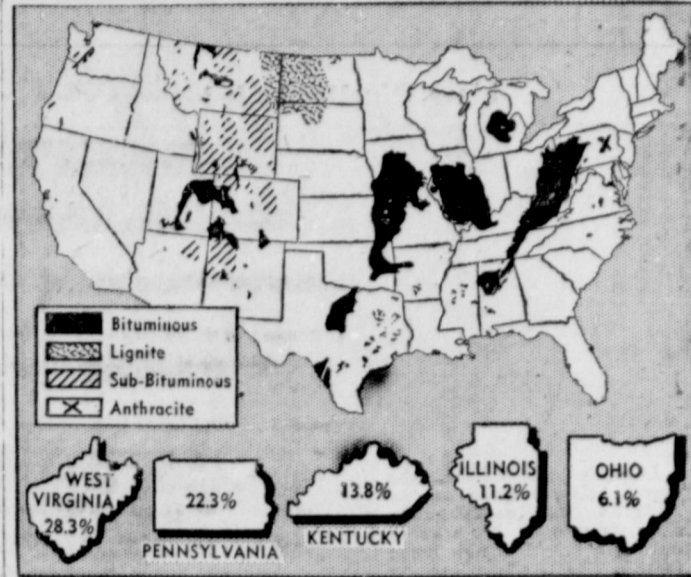 Bituminous
Lignite
Sub-Bituminous
Anthracite
WEST
VIRGINIA
28.3%
22.3%
PENNSYLVANIA
13.8%
KENTUCKY
ILLINOIS
11.2%
OHIO
6.1%